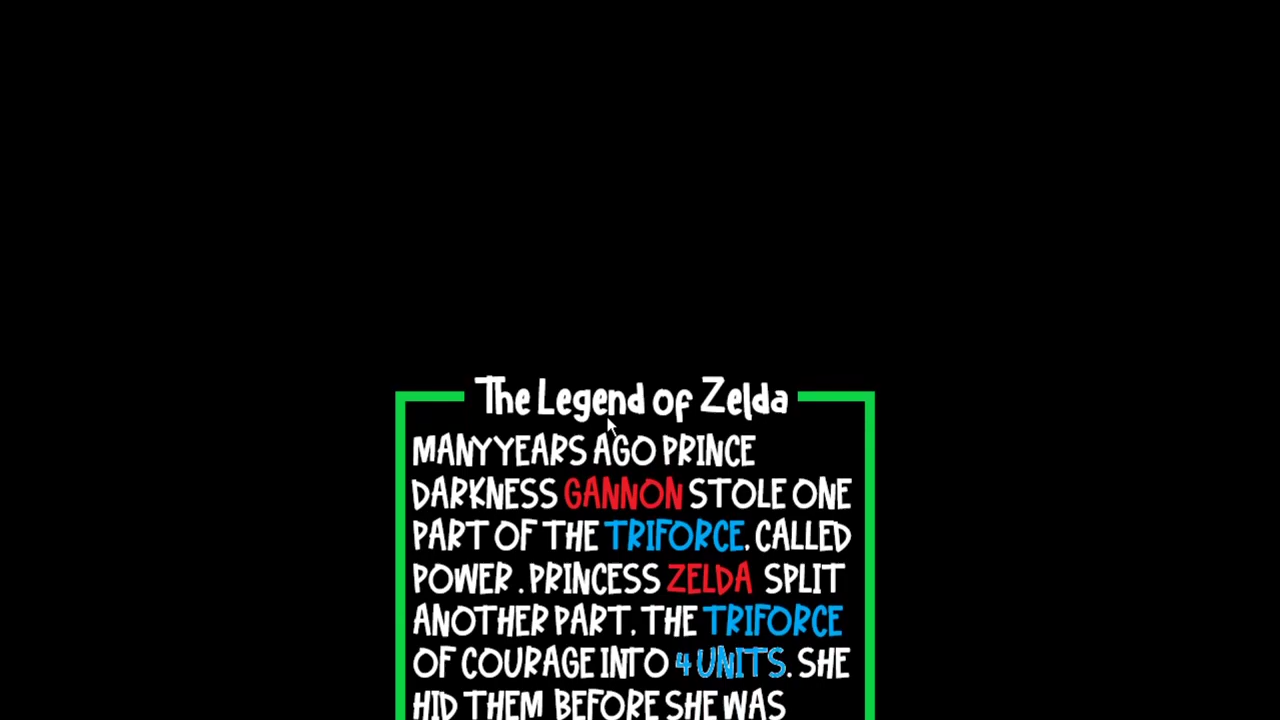 The Legend of Zelda
MANY YEARS AGO PRINCE
DARKNESS GANNON STOLE ONE
PART OF THE TRIFORCE. CALLED
POWER . PRINCESS ZELDA SPLIT
ANOTHER PART. THE TRIFORCE
OF COURAGE INTO 4 UNITS. SHE
HID THEM BEFORE SHE WAS